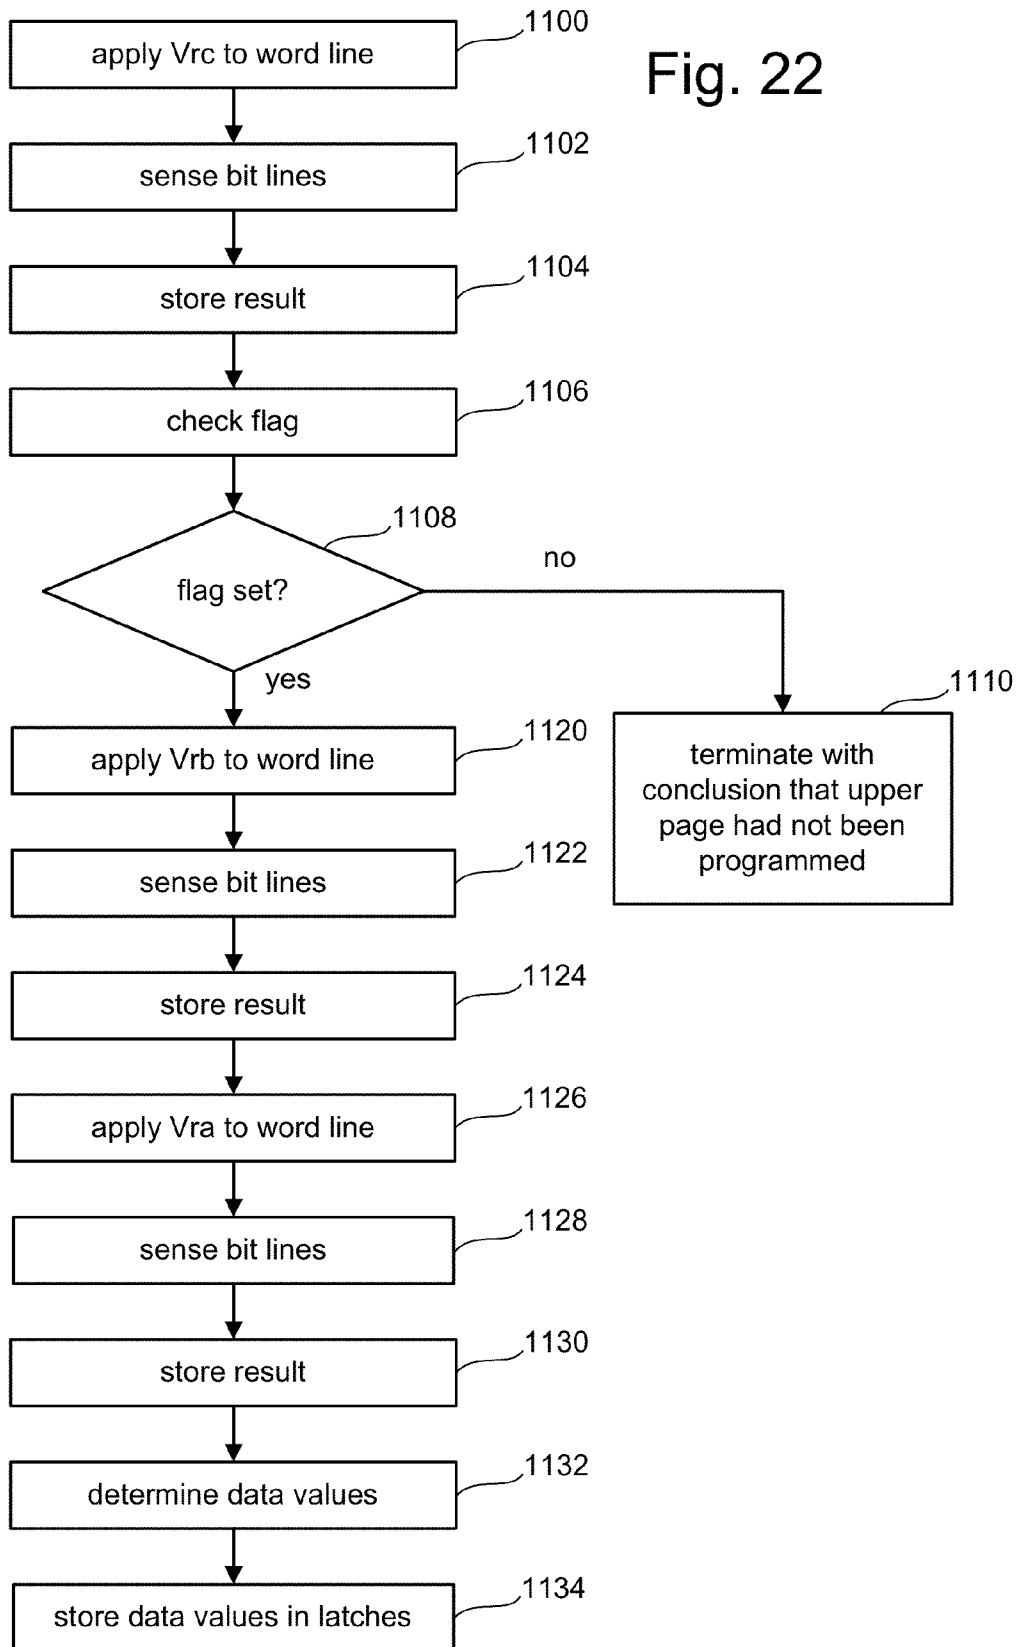 1100
apply Vrc to word line
Fig. 22
1102
sense bit lines
1104
store result
1106
check flag
1108
flag set?
no
yes
1110
terminate with
conclusion that upper
page had not been
programmed
1120
apply Vrb to word line
1122
sense bit lines
1124
store result
1126
apply Vra to word line
1128
sense bit lines
1130
store result
1132
determine data values
1134
store data values in latches